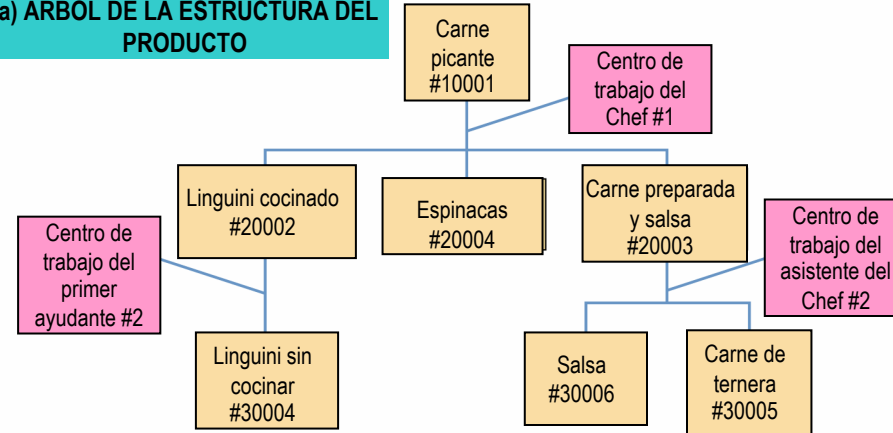 a) ÁRBOL DE LA ESTRUCTURA DEL
PRODUCTO
Carne
picante
#10001
Centro de
trabajo del
Chef #1
Linguini cocinado
#20002
Espinacas
#20004
Carne preparada
y salsa
#20003
Centro de
trabajo del
primer
ayudante #2
Centro de
trabajo del
asistente del
Chef #2
Linguini sin
cocinar
#30004
Salsa
#30006
Carne de
ternera
#30005